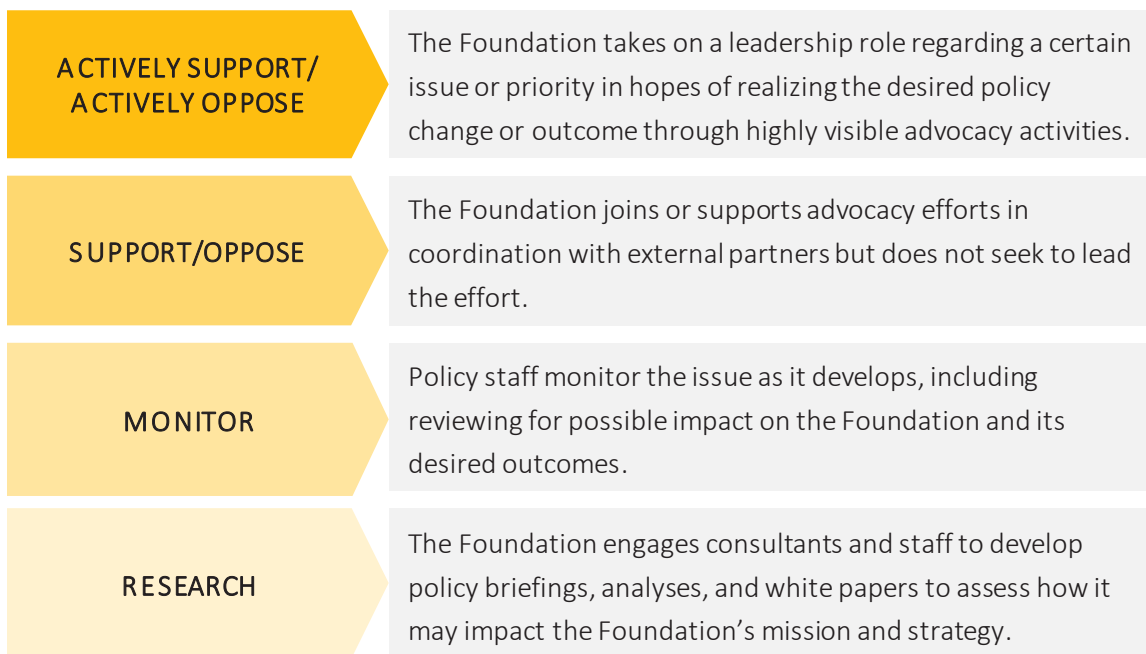 ACTIVELY SUPPORT/
ACTIVELY OPPOSE
The Foundation takes on a leadership role regarding a certain
issue or priority in hopes of realizing the desired policy
change or outcome through highly visible advocacy activities.
SUPPORT/OPPOSE
The Foundation joins or supports advocacy efforts in
coordination with external partners but does not seek to lead
the effort.
MONITOR
Policy staff monitor the issue as it develops, including
reviewing for possible impact on the Foundation and its
desired outcomes.
RESEARCH
The Foundation engages consultants and staff to develop
policy briefings, analyses, and white papers to assess how it
may impact the Foundation’s mission and strategy.